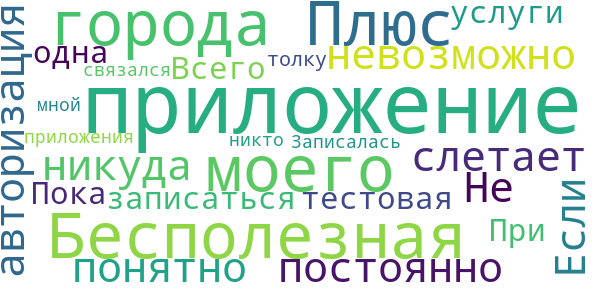 города Плюс услуги
одна невозможно
связался Всего толку
авторизация
мной приложение
приложения никто Записалась
никуда моего слетает
Пока записаться тестовая Не
Если
Бесполезная При
понятно постоянно